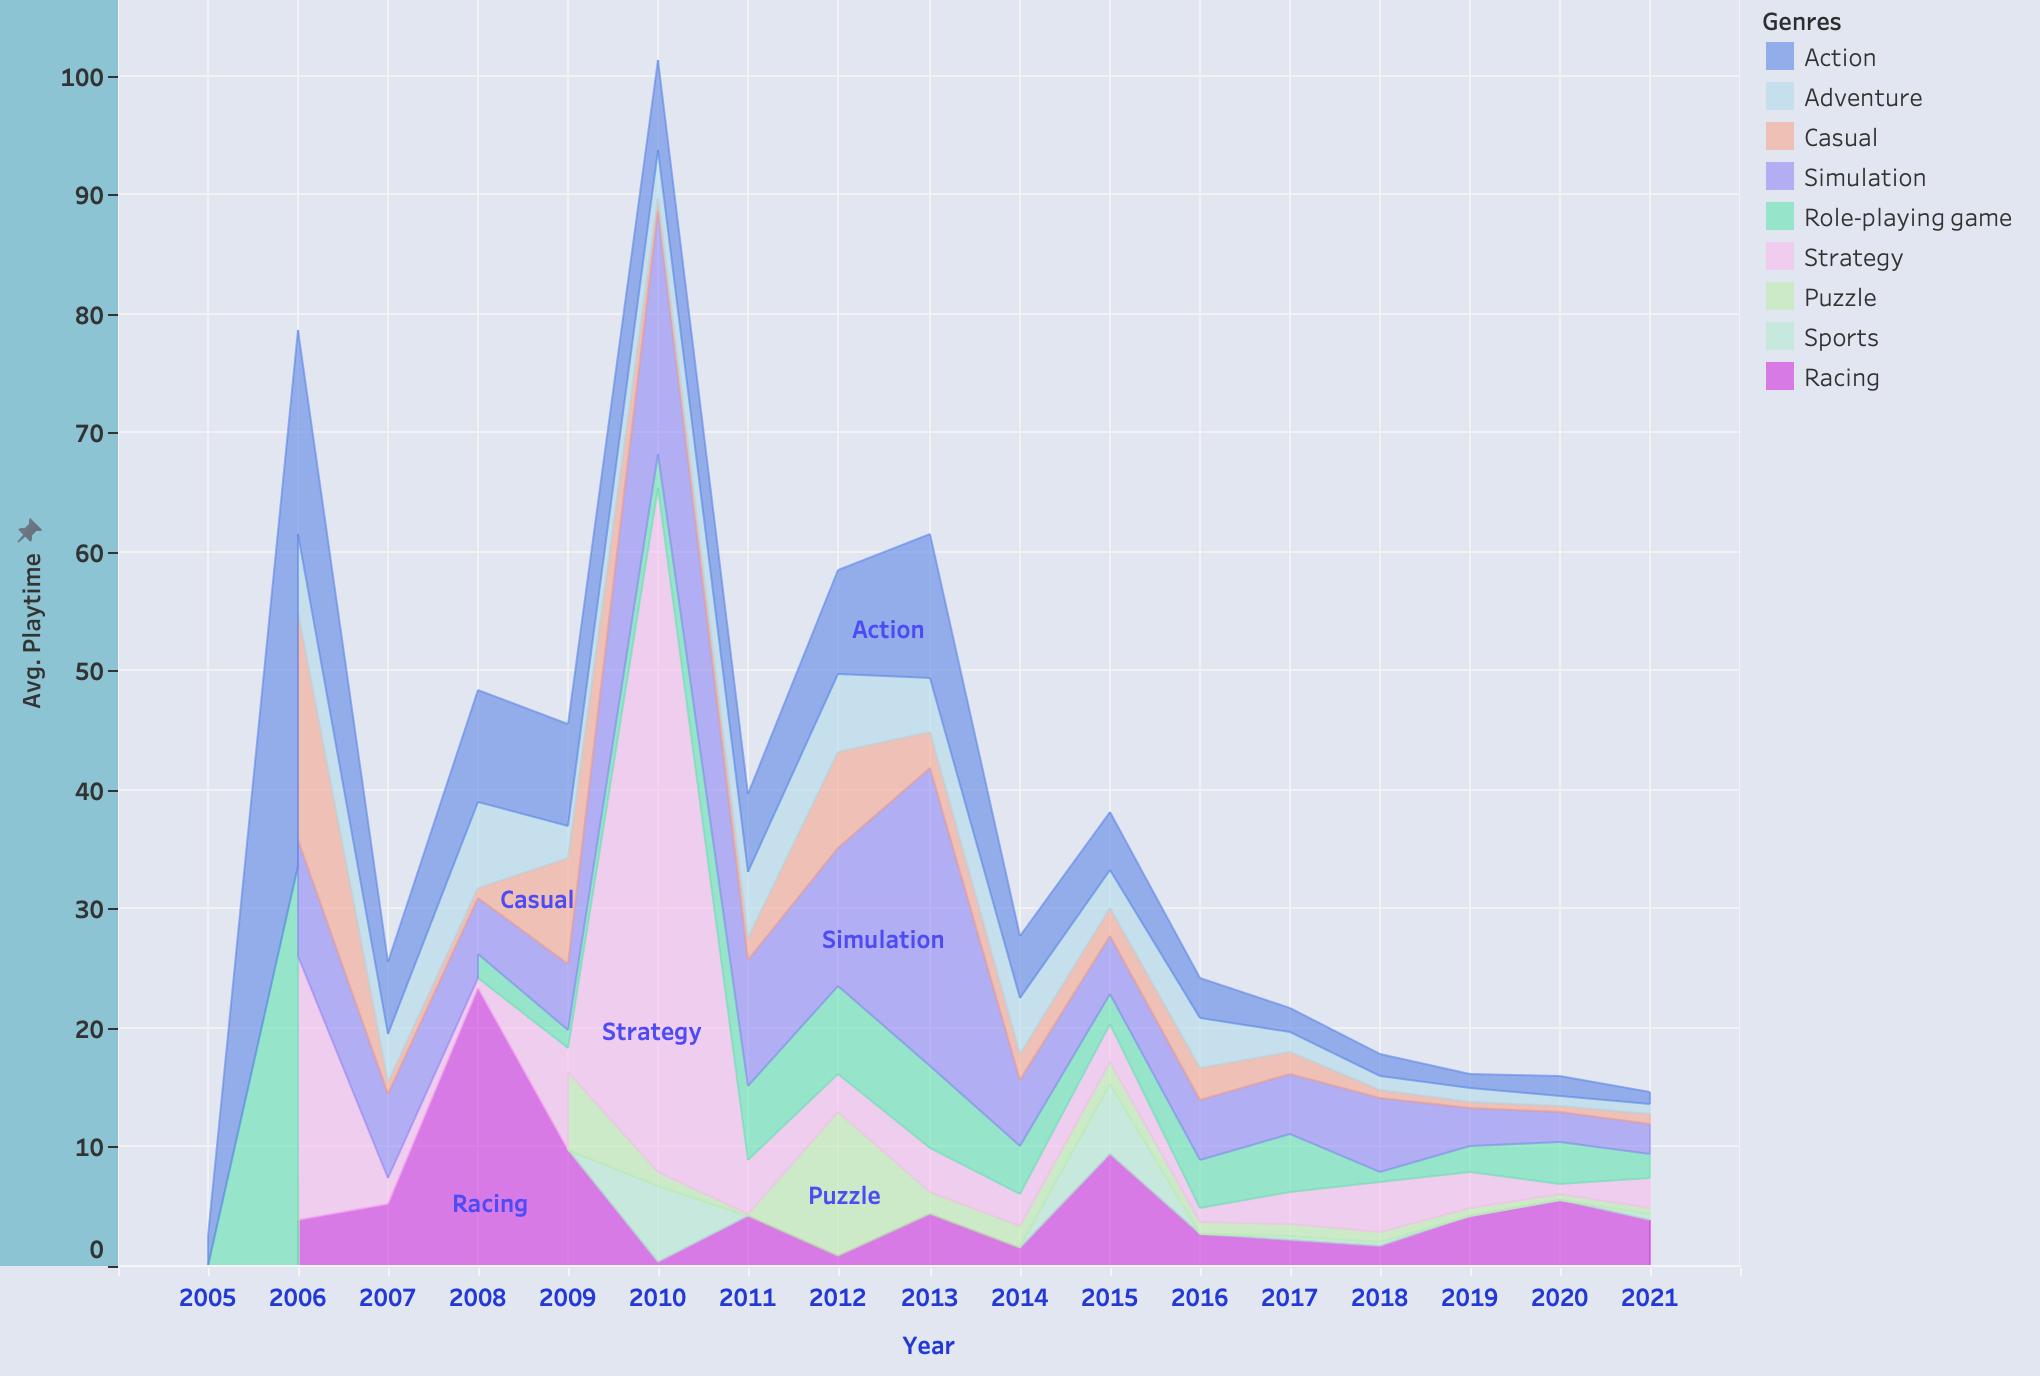 Genres
Action
Adventure
Casual
Simulation
Role-playing game
Strategy
Puzzle
Sports
Racing
100
90
80
70
60
50
40
30
20
10
0
Avg. Playtime
Action
Casual
Simulation
Strategy
Puzzle
Racing
2005 2006 2007 2008 2009 2010 2011 2012 2013 2014 2015 2016 2017 2018 2019 2020 2021
Year